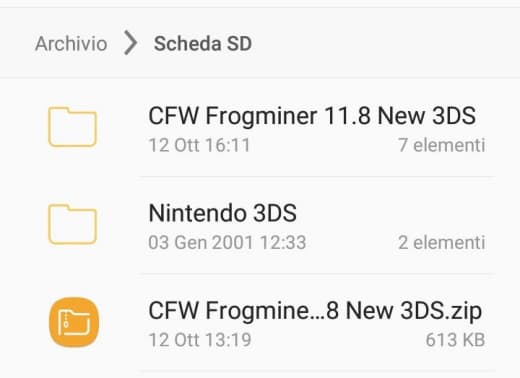 Archivio > Scheda SD
CFW Frogminer 11.8 New 3DS
12 Ott 16:11 7 elementi
Nintendo 3DS
03 Gen 2001 12:33 2 elementi
CFW Frogmine...8 New 3DS.zip
12 Ott 13:19 613 KB